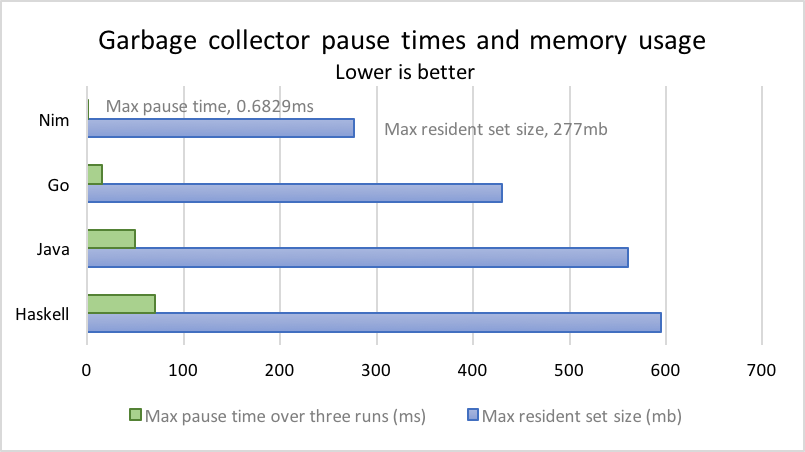 Garbage collector pause times and memory usage
Lower is better
Nim
Max pause time, 0.6829ms
Max resident set size, 277mb
Go
Java
Haskell
0 100 200 300 400 500 600 700
Max pause time over three runs (ms) Max resident set size (mb)